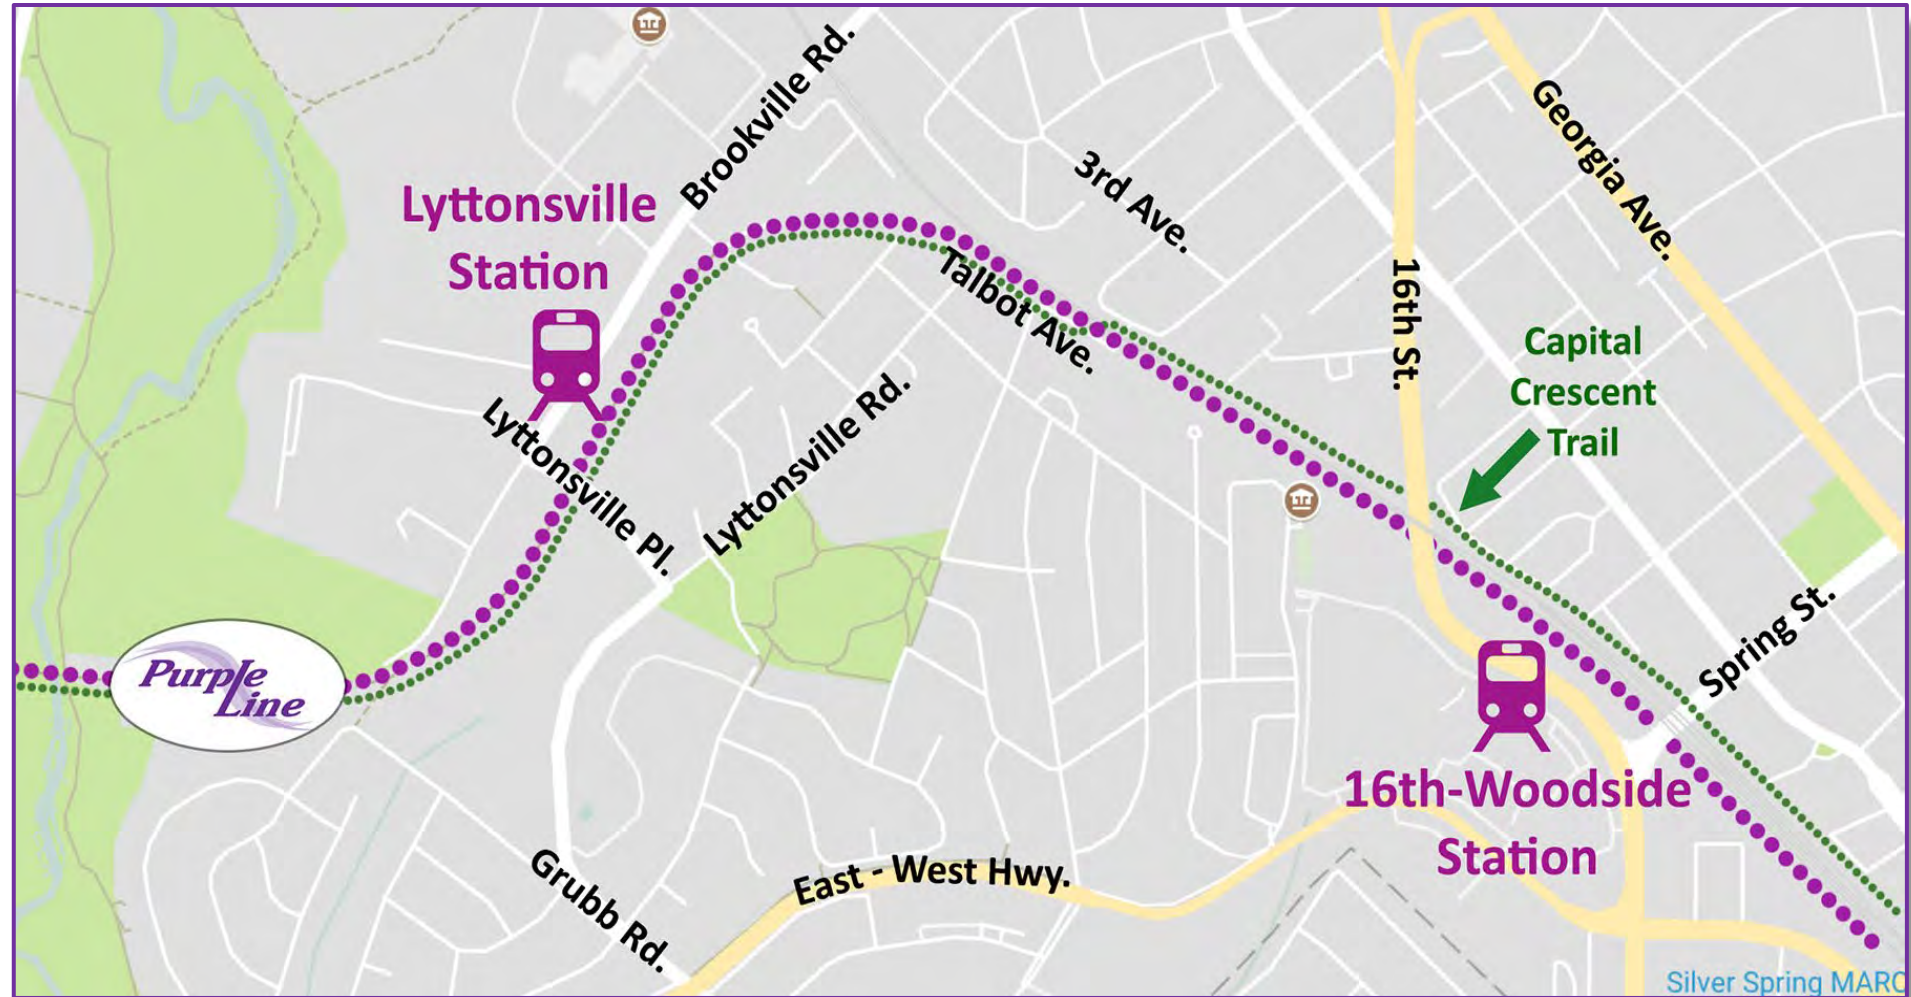 Brookville Rd.
Georgia Ave.
3rd Ave.
Lyttonsville
Station
Talbot Ave.
16th St.
Capital
Crescent
Trail
Lyttonsville Pl.
Lyttonsville Rd.
Purple
Line
Spring St.
16th-Woodside
Station
Grubb Rd.
East - West Hwy.
Silver Spring MARC